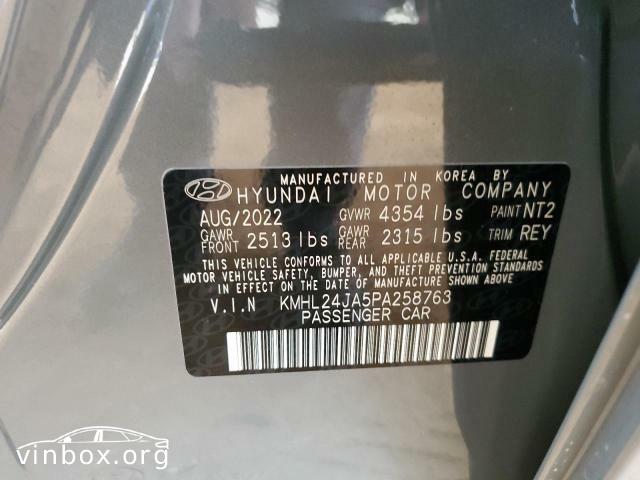 MANUFACTURED IN KOREA BY
HYUNDAI MOTOR COMPANY
AUG/2022 GVWR 4354 lbs PAINT NT2
GAWR FRONT 2513 lbs GAWR REAR 2315 lbs TRIM REY
THIS VEHICLE CONFORMS TO ALL APPLICABLE U.S.A. FEDERAL
MOTOR VEHICLE SAFETY, BUMPER, AND THEFT PREVENTION STANDARDS
IN EFFECT ON THE DATE OF MANUFACTURE SHOWN ABOVE
V.I.N KMHL24JA5PA258763
PASSENGER CAR
vinbox.org